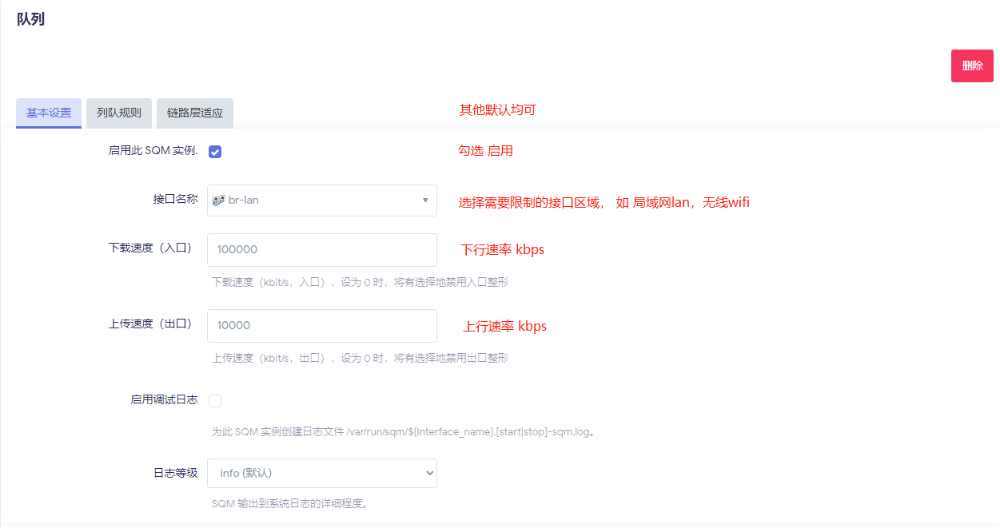 队列
删除
基本设置 列队规则 链路层适应 其他默认均可
启用此 SQM 实例. 勾选 启用
接口名称 br-lan 选择需要限制的接口区域， 如 局域网lan，无线wifi
下载速度（入口） 100000 下行速率 kbps
下载速度（kbit/s，入口），设为 0 时，将有选择地禁用入口整形
上传速度（出口） 10000 上行速率 kbps
上传速度（kbit/s，出口），设为 0 时，将有选择地禁用出口整形
启用调试日志
为此 SQM 实例创建日志文件 /var/run/sqm/${Interface_name}.[start|stop]-sqm.log。
日志等级 info (默认)
SQM 输出到系统日志的详细程度。